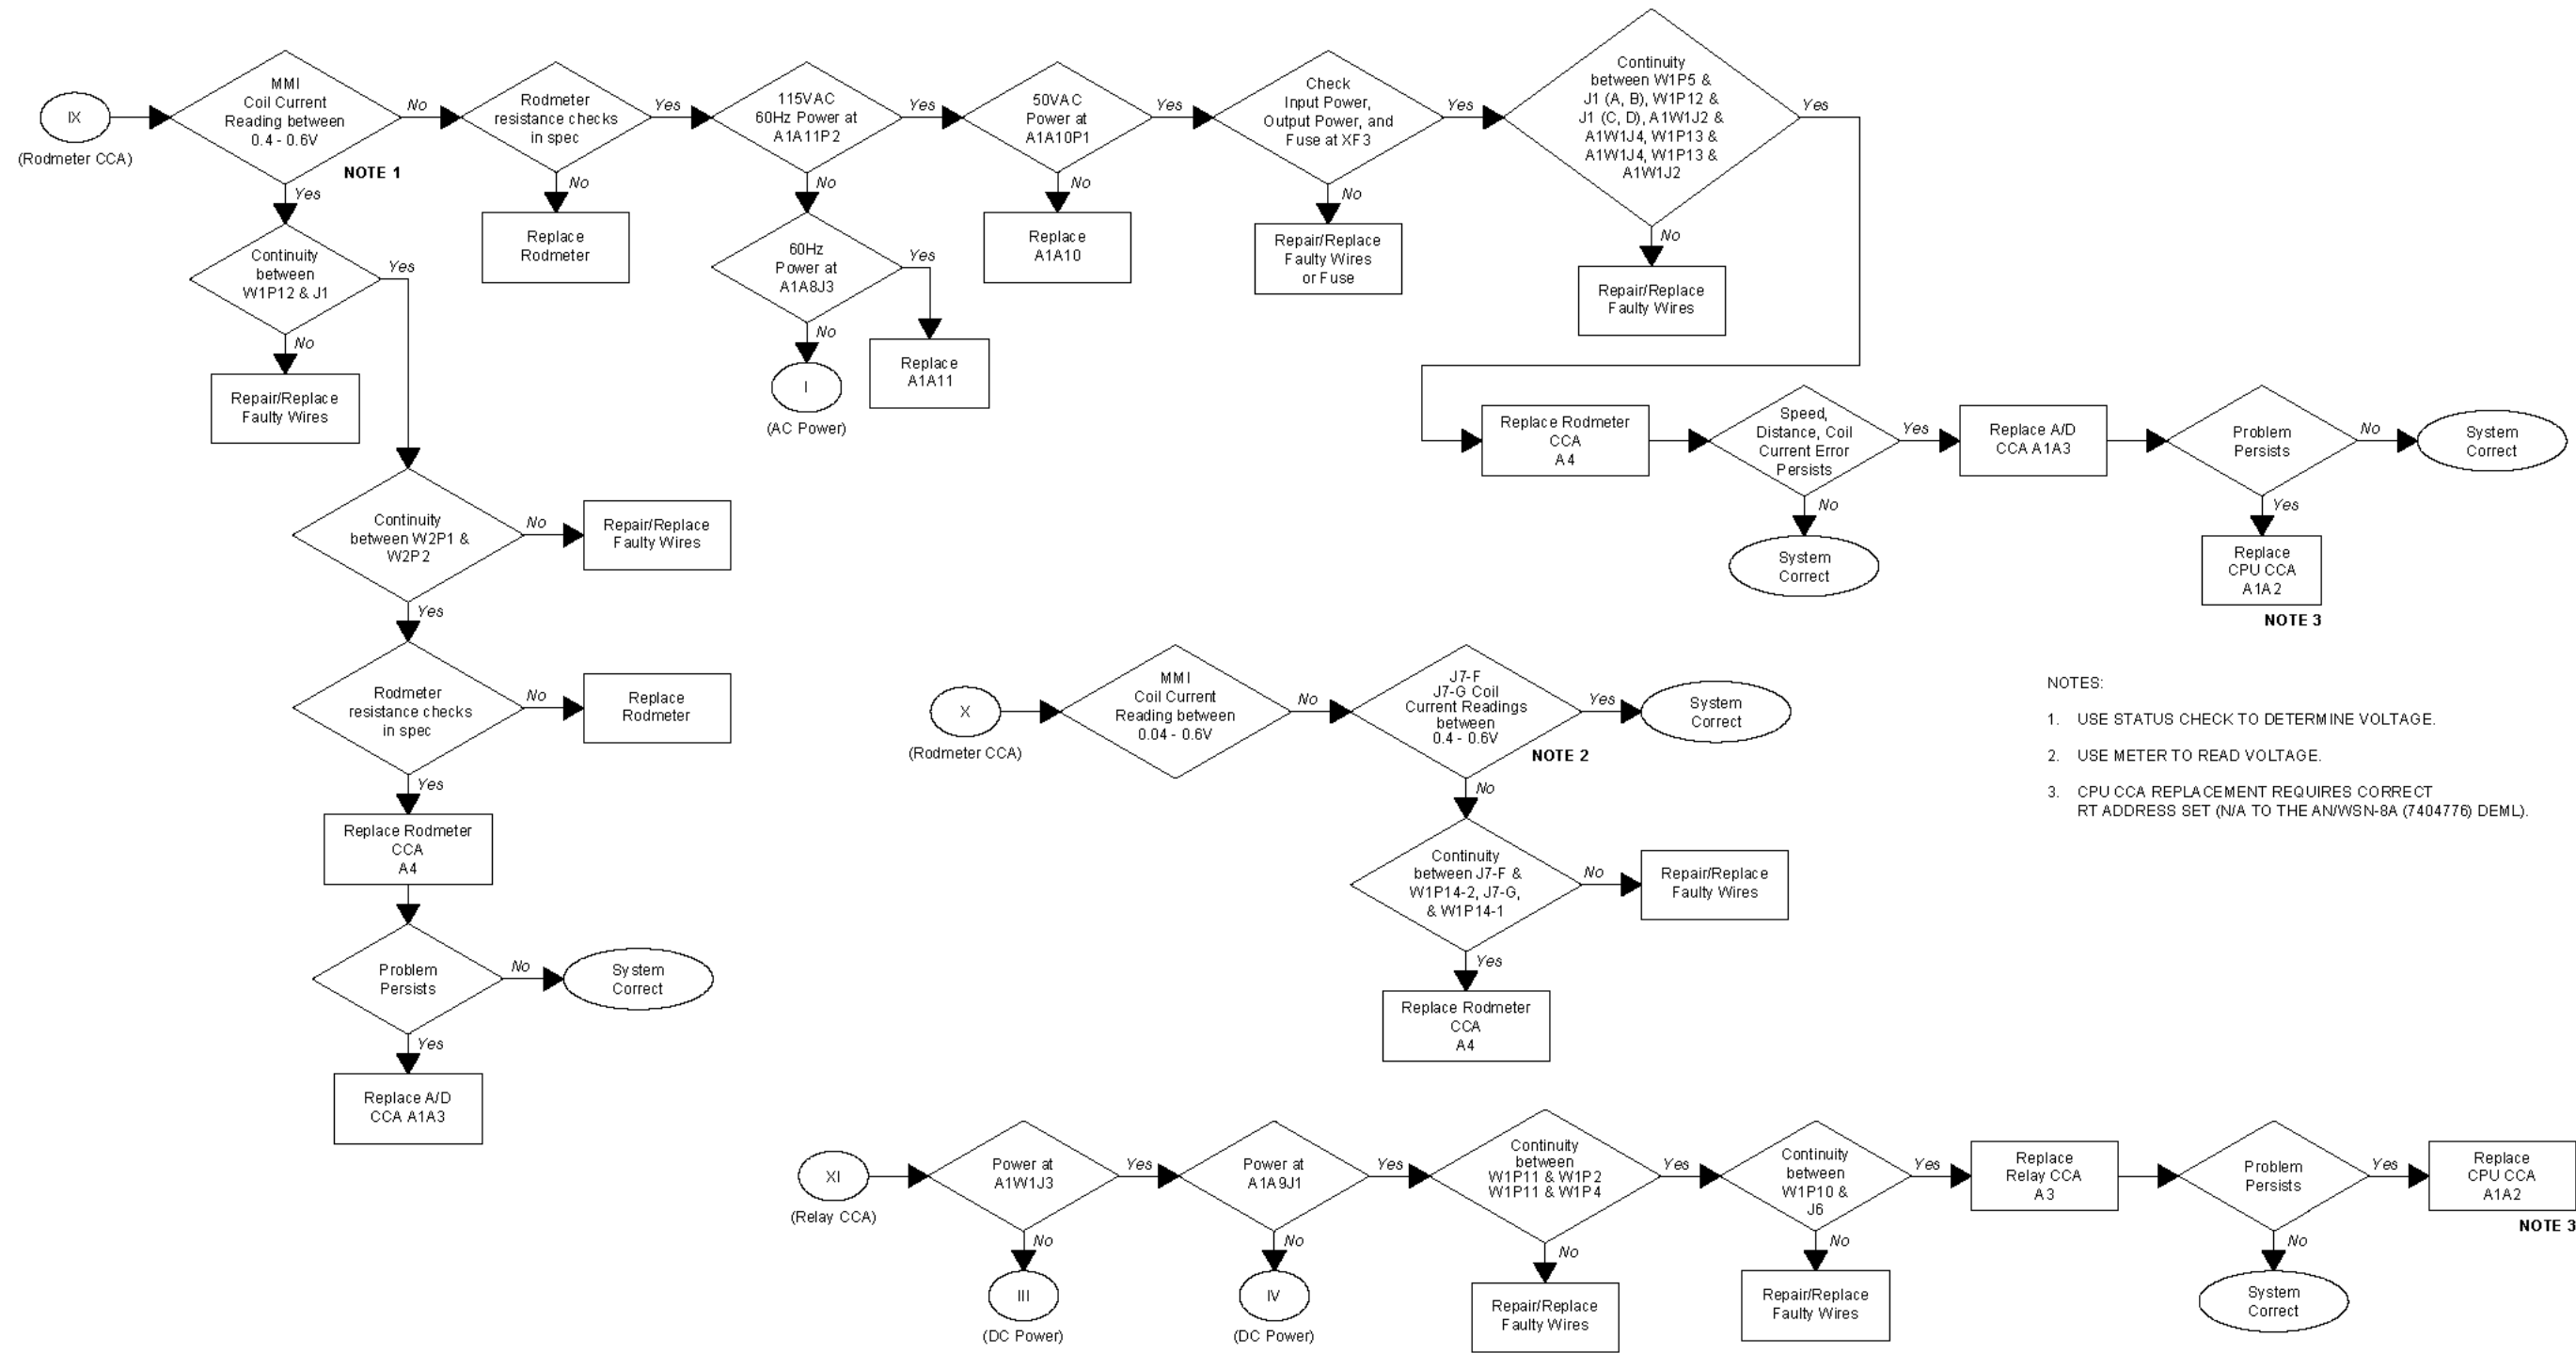 IX
(Rodmeter CCA)
MMI
Coil Current
Reading between
0.4 - 0.6V
NOTE 1
No
Yes
Rodmeter
resistance checks
in spec
Yes
No
Replace
Rodmeter
115VAC
60Hz Power at
A1A11P2
Yes
No
60Hz
Power at
A1A8J3
Yes
No
Replace
A1A11
I
(AC Power)
50VAC
Power at
A1A10P1
Yes
No
Replace
A1A10
Check
Input Power,
Output Power, and
Fuse at XF3
Yes
No
Repair/Replace
Faulty Wires
or Fuse
Continuity
between W1P5 &
J1 (A, B), W1P12 &
J1 (C, D), A1W1J2 &
A1W1J4, W1P13 &
A1W1J4, W1P13 &
A1W1J2
Yes
No
Repair/Replace
Faulty Wires
Continuity
between
W1P12 & J1
Yes
No
Repair/Replace
Faulty Wires
Replace Rodmeter
CCA
A4
Speed,
Distance, Coil
Current Error
Persists
Yes
No
System
Correct
Replace A/D
CCA A1A3
Problem
Persists
No
System
Correct
Yes
Replace
CPU CCA
A1A2
NOTE 3
Continuity
between W2P1 &
W2P2
No
Repair/Replace
Faulty Wires
Yes
Rodmeter
resistance checks
in spec
No
Replace
Rodmeter
Yes
Replace Rodmeter
CCA
A4
Problem
Persists
No
System
Correct
Yes
Replace A/D
CCA A1A3
X
(Rodmeter CCA)
MMI
Coil Current
Reading between
0.04 - 0.6V
No
J7-F
J7-G Coil
Current Readings
between
0.4 - 0.6V
NOTE 2
Yes
System
Correct
No
Continuity
between J7-F &
W1P14-2, J7-G,
& W1P14-1
No
Repair/Replace
Faulty Wires
Yes
Replace Rodmeter
CCA
A4
NOTES:
1. USE STATUS CHECK TO DETERMINE VOLTAGE.
2. USE METER TO READ VOLTAGE.
3. CPU CCA REPLACEMENT REQUIRES CORRECT
RT ADDRESS SET (N/A TO THE AN/WSN-8A (7404776) DEML).
XI
(Relay CCA)
Power at
A1W1J3
Yes
No
III
(DC Power)
Power at
A1A9J1
Yes
No
IV
(DC Power)
Continuity
between
W1P11 & W1P2
W1P11 & W1P4
Yes
No
Repair/Replace
Faulty Wires
Continuity
between
W1P10 &
J6
Yes
No
Repair/Replace
Faulty Wires
Replace
Relay CCA
A3
Problem
Persists
Yes
No
System
Correct
Replace
CPU CCA
A1A2
NOTE 3